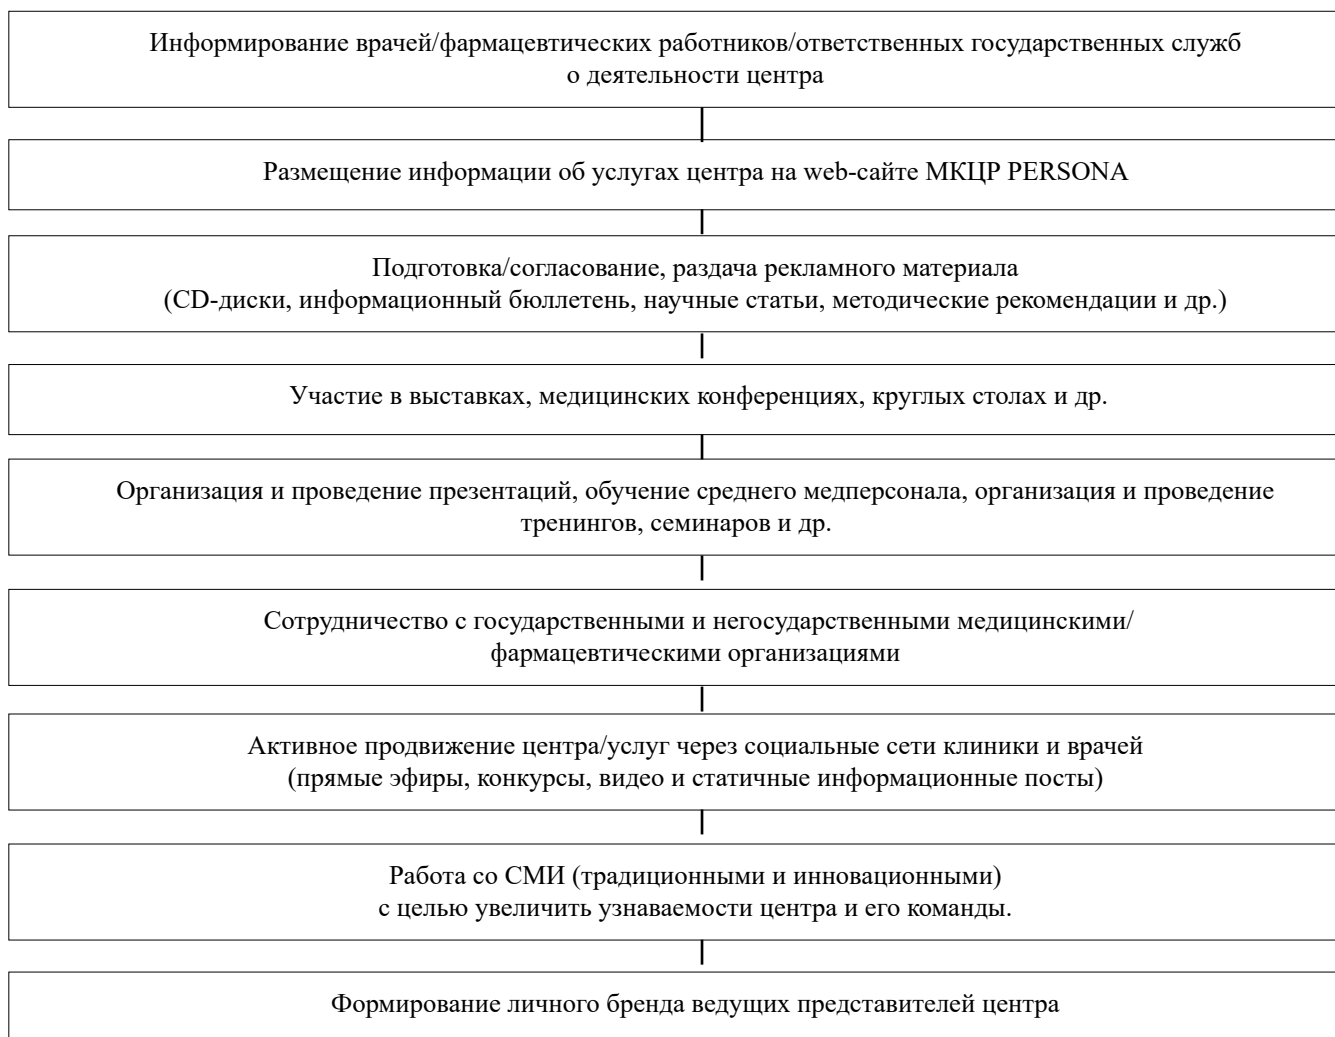 Информирование врачей/фармацевтических работников/ответственных государственных служб
о деятельности центра
Размещение информации об услугах центра на web-сайте МКЦР PERSONA
Подготовка/согласование, раздача рекламного материала
(CD-диски, информационный бюллетень, научные статьи, методические рекомендации и др.)
Участие в выставках, медицинских конференциях, круглых столах и др.
Организация и проведение презентаций, обучение среднего медперсонала, организация и проведение
тренингов, семинаров и др.
Сотрудничество с государственными и негосударственными медицинскими/
фармацевтическими организациями
Активное продвижение центра/услуг через социальные сети клиники и врачей
(прямые эфиры, конкурсы, видео и статичные информационные посты)
Работа со СМИ (традиционными и инновационными)
с целью увеличить узнаваемости центра и его команды.
Формирование личного бренда ведущих представителей центра